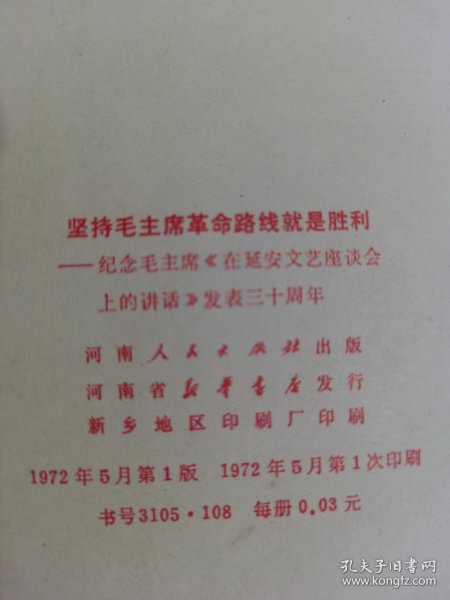 坚持毛主席革命路线就是胜利
——纪念毛主席《在延安文艺座谈会
上的讲话》发表三十周年
河南人民出版社出版
河南省新华书店发行
新乡地区印刷厂印刷
1972年5月第1版 1972年5月第1次印刷
书号3105·108 每册0.03元
孔夫子旧书网
www.kongfz.com